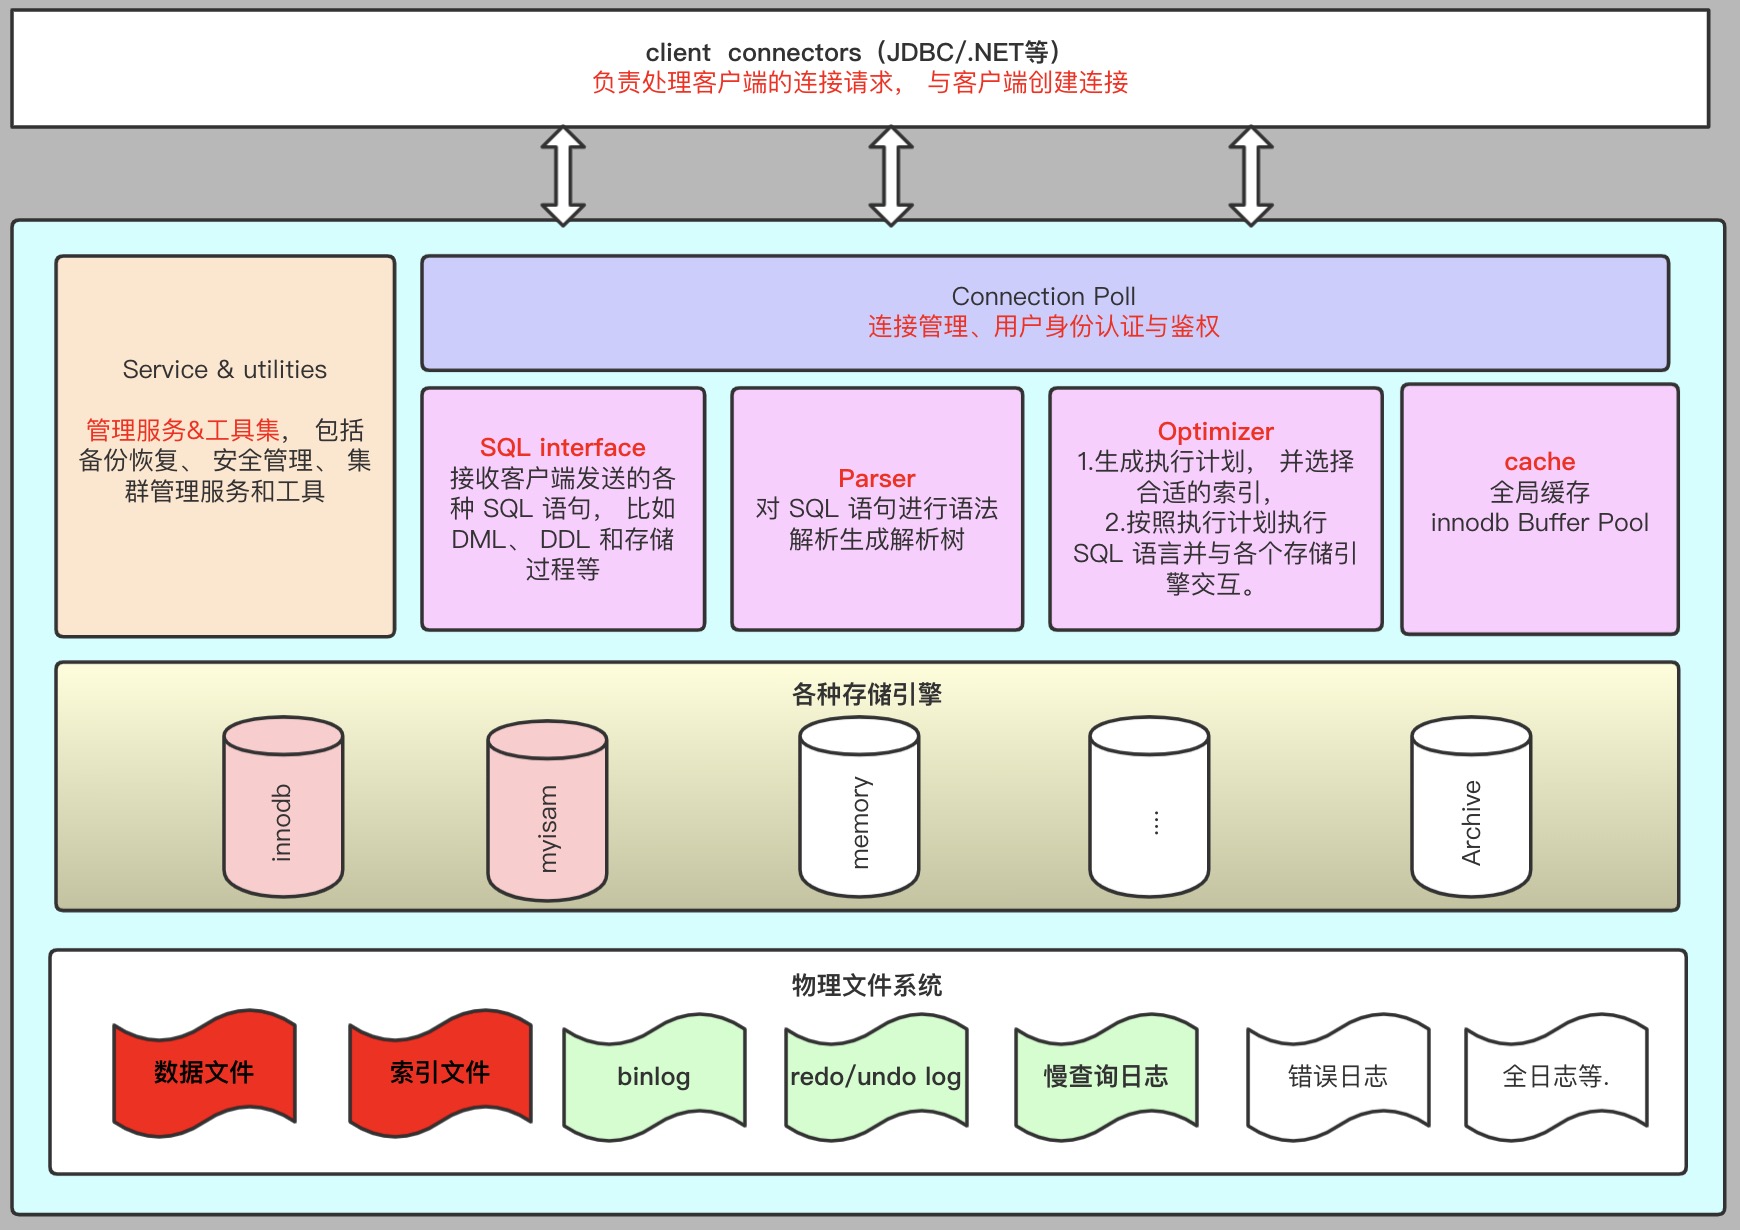 client  connectors（JDBC/.NET等）
负责处理客户端的连接请求， 与客户端创建连接
Service & utilities
管理服务&工具集， 包括
备份恢复、 安全管理、 集
群管理服务和工具
Connection Poll
连接管理、用户身份认证与鉴权
SQL interface
接收客户端发送的各
种 SQL 语句， 比如
DML、 DDL 和存储
过程等
Parser
对 SQL 语句进行语法
解析生成解析树
Optimizer
1.生成执行计划， 并选择
合适的索引，
2.按照执行计划执行
SQL 语言并与各个存储引
擎交互。
cache
全局缓存
innodb Buffer Pool
各种存储引擎
innodb
myisam
memory
....
Archive
物理文件系统
数据文件
索引文件
binlog
redo/undo log
慢查询日志
错误日志
全日志等.